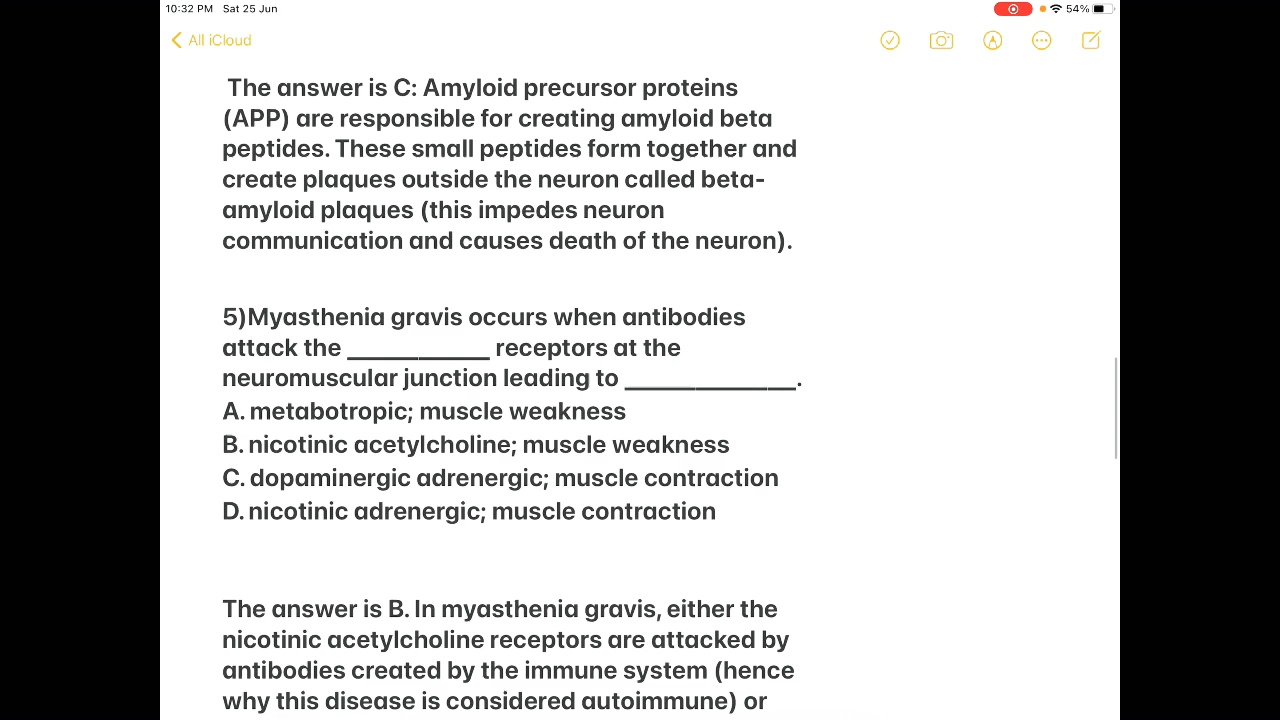 10:32 PM Sat 25 Jun 54%
All iCloud
The answer is C: Amyloid precursor proteins
(APP) are responsible for creating amyloid beta
peptides. These small peptides form together and
create plaques outside the neuron called beta-
amyloid plaques (this impedes neuron
communication and causes death of the neuron).
5)Myasthenia gravis occurs when antibodies
attack the ___________ receptors at the
neuromuscular junction leading to _____________.
A. metabotropic; muscle weakness
B. nicotinic acetylcholine; muscle weakness
C. dopaminergic adrenergic; muscle contraction
D. nicotinic adrenergic; muscle contraction
The answer is B. In myasthenia gravis, either the
nicotinic acetylcholine receptors are attacked by
antibodies created by the immune system (hence
why this disease is considered autoimmune) or